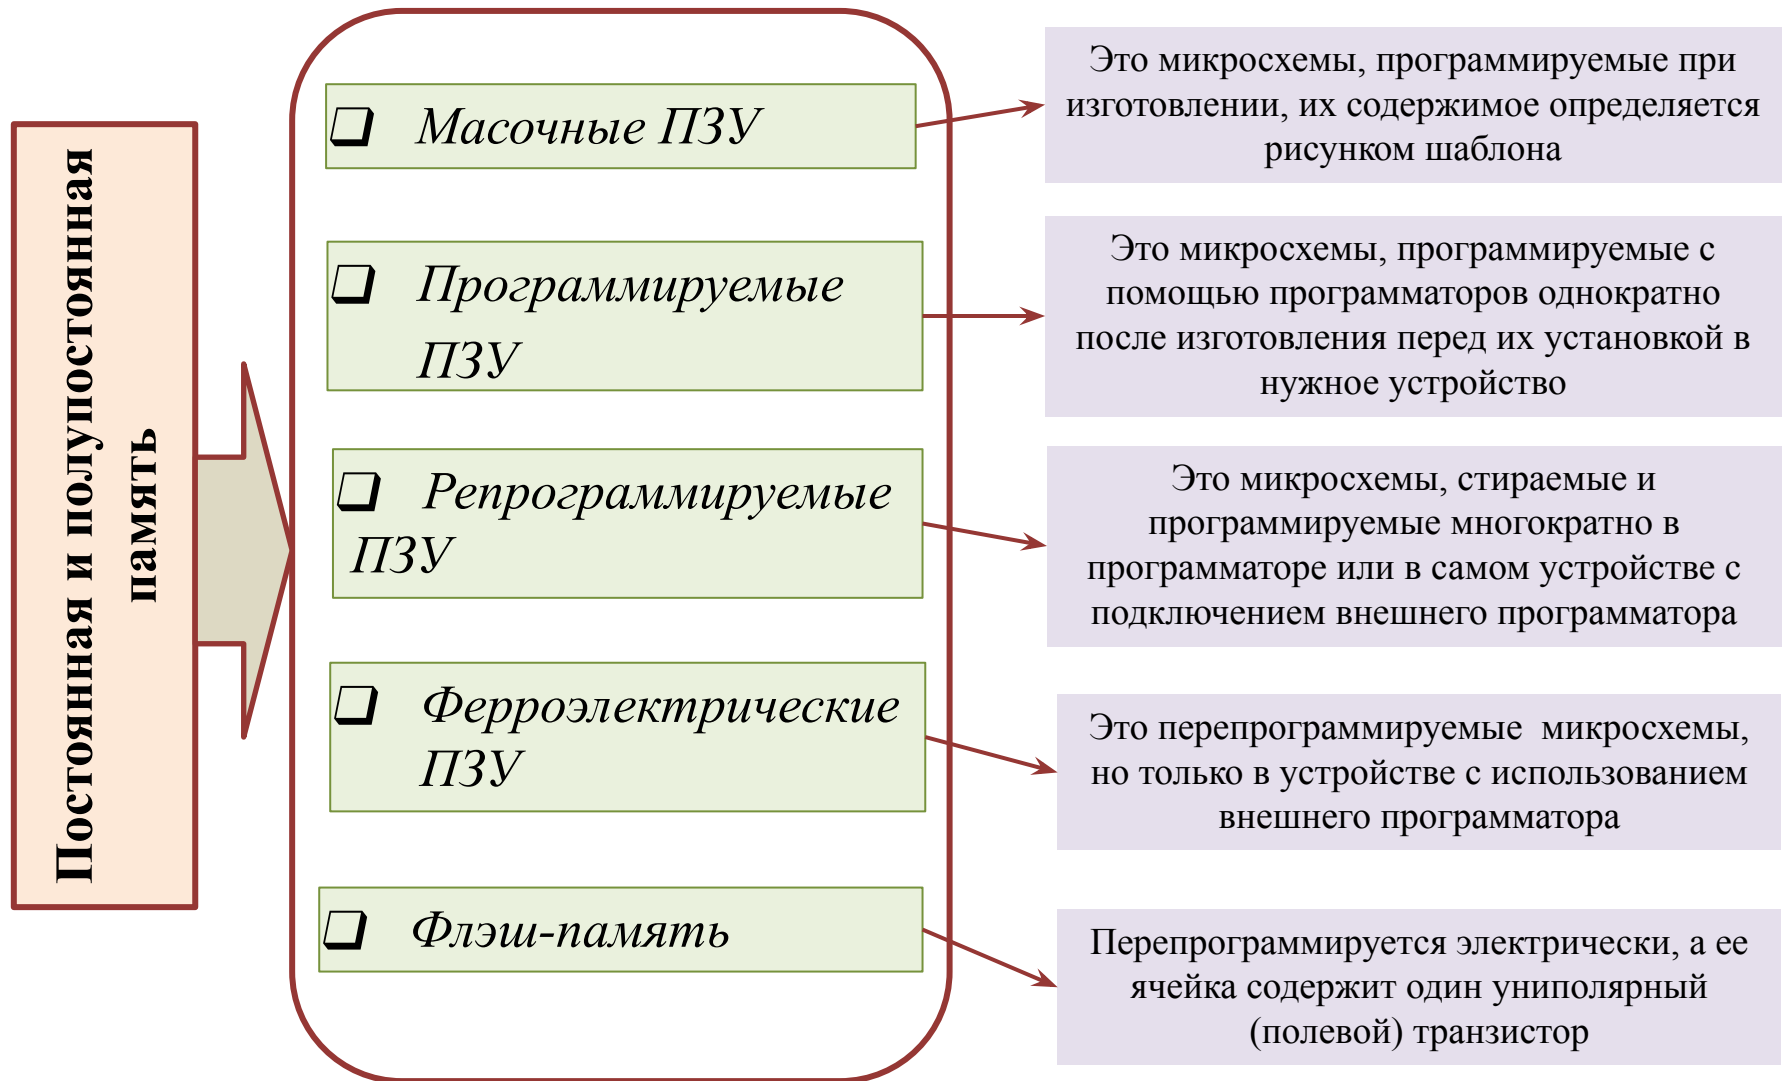 Постоянная и полупостоянная
память
❑ Масочные ПЗУ
Это микросхемы, программируемые при
изготовлении, их содержимое определяется
рисунком шаблона
❑ Программируемые
ПЗУ
Это микросхемы, программируемые с
помощью программаторов однократно
после изготовления перед их установкой в
нужное устройство
❑ Репрограммируемые
ПЗУ
Это микросхемы, стираемые и
программируемые многократно в
программаторе или в самом устройстве с
подключением внешнего программатора
❑ Ферроэлектрические
ПЗУ
Это перепрограммируемые микросхемы,
но только в устройстве с использованием
внешнего программатора
❑ Флэш-память
Перепрограммируется электрически, а ее
ячейка содержит один униполярный
(полевой) транзистор